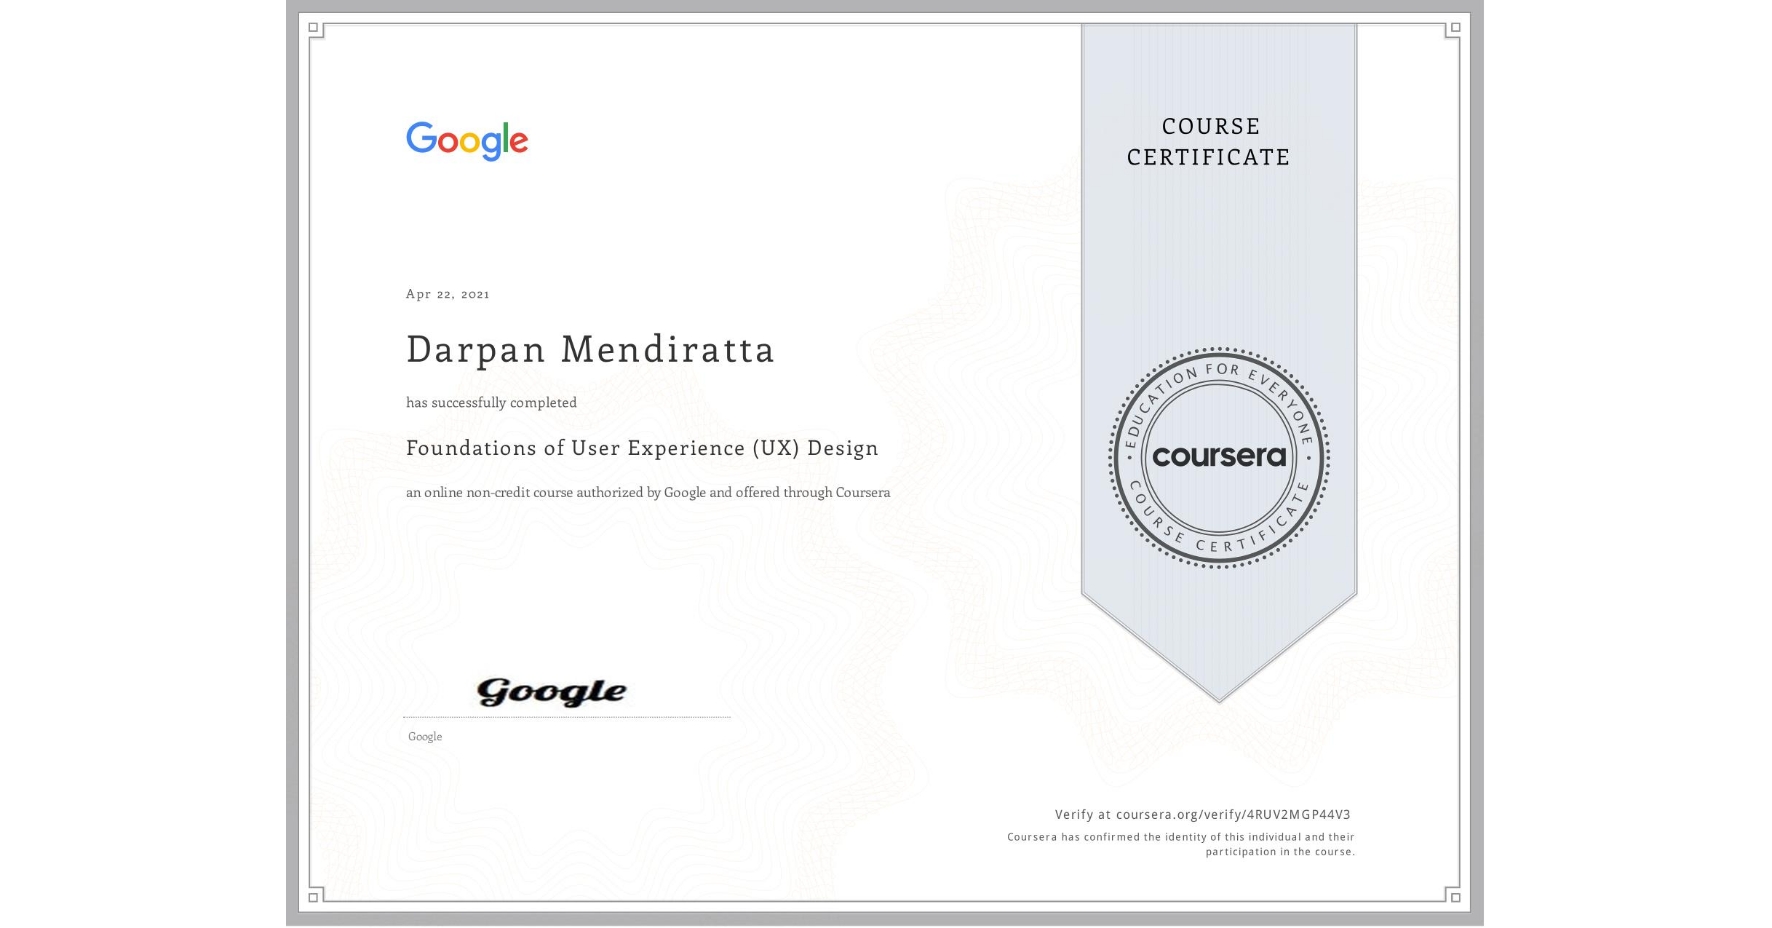 Google
COURSE
CERTIFICATE
Apr 22, 2021
Darpan Mendiratta
has successfully completed
Foundations of User Experience (UX) Design
an online non-credit course authorized by Google and offered through Coursera
EDUCATION FOR EVERYONE
coursera
COURSE CERTIFICATE
Google
Google
Verify at coursera.org/verify/4RUV2MGP44V3
Coursera has confirmed the identity of this individual and their
participation in the course.